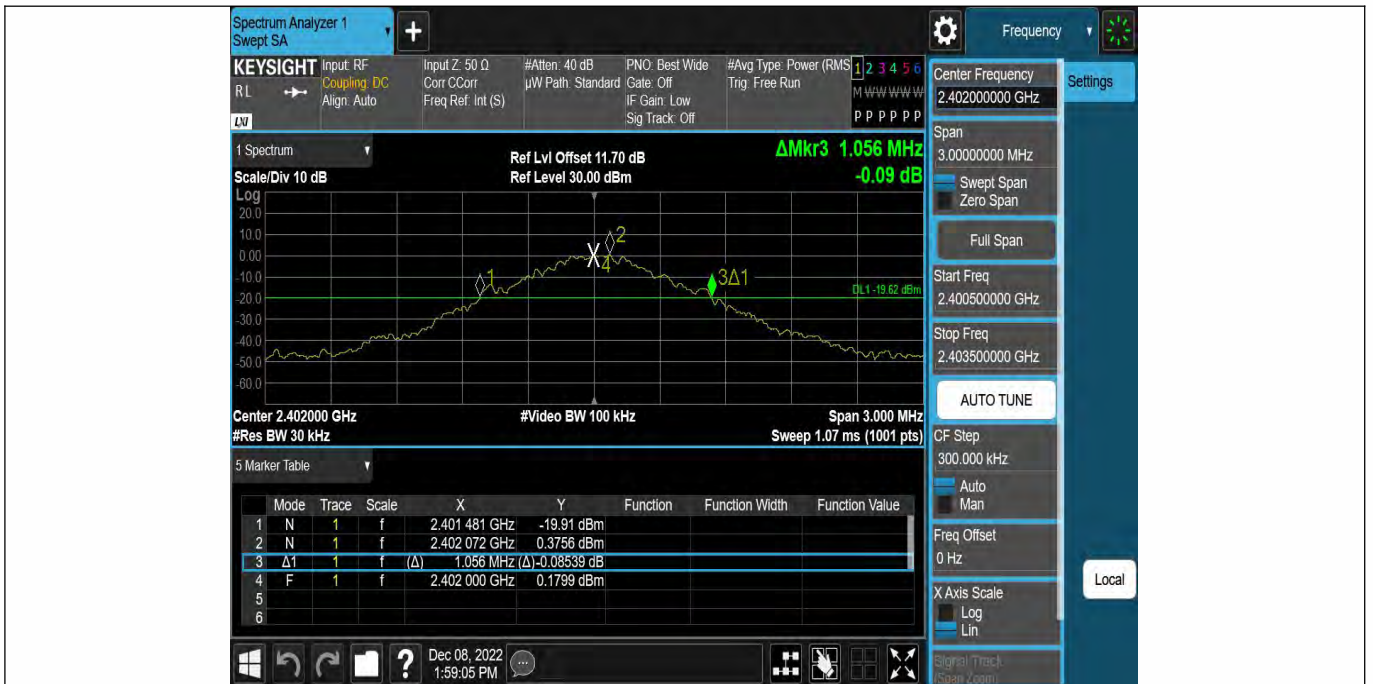 Spectrum Analyzer 1
Swept SA
+
Frequency
KEYSIGHT
R L
LXI
Input: RF
Coupling: DC
Align: Auto
Input Z: 50 Ω
Corr CCorr
Freq Ref: Int (S)
#Atten: 40 dB
µW Path: Standard
PNO: Best Wide
Gate: Off
IF Gain: Low
Sig Track: Off
#Avg Type: Power (RMS
Trig: Free Run
1 2 3 4 5 6
M W W W W W
P P P P P P
1 Spectrum
Scale/Div 10 dB
Ref Lvl Offset 11.70 dB
Ref Level 30.00 dBm
ΔMkr3 1.056 MHz
-0.09 dB
Log
20.0
10.0
0.00
-10.0
-20.0
-30.0
-40.0
-50.0
-60.0
1
2
4
3Δ1
DL1 -19.62 dBm
Center 2.402000 GHz
#Res BW 30 kHz
#Video BW 100 kHz
Span 3.000 MHz
Sweep 1.07 ms (1001 pts)
5 Marker Table
Mode Trace Scale X Y Function Function Width Function Value
1 N 1 f 2.401 481 GHz -19.91 dBm
2 N 1 f 2.402 072 GHz 0.3756 dBm
3 Δ1 1 f (Δ) 1.056 MHz (Δ) -0.08539 dB
4 F 1 f 2.402 000 GHz 0.1799 dBm
5
6
?
Dec 08, 2022
1:59:05 PM
Center Frequency
2.402000000 GHz
Span
3.00000000 MHz
Swept Span
Zero Span
Full Span
Start Freq
2.400500000 GHz
Stop Freq
2.403500000 GHz
AUTO TUNE
CF Step
300.000 kHz
Auto
Man
Freq Offset
0 Hz
X Axis Scale
Log
Lin
Signal Track
(Span Zoom)
Settings
Local